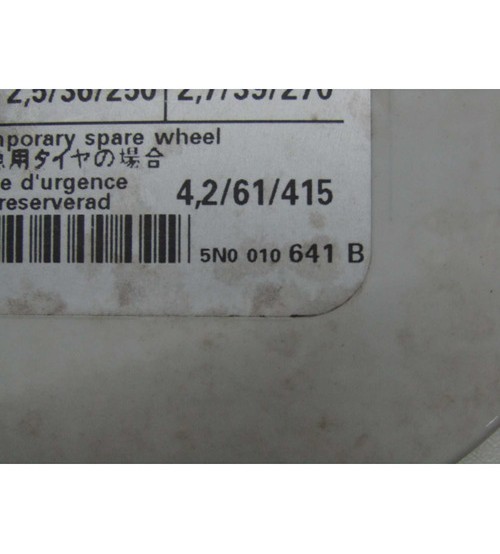 2,5/36/250 2,7/39/270
mporary spare wheel
急用タイヤの場合
e d'urgence
reserverad
4,2/61/415
5N0 010 641 B